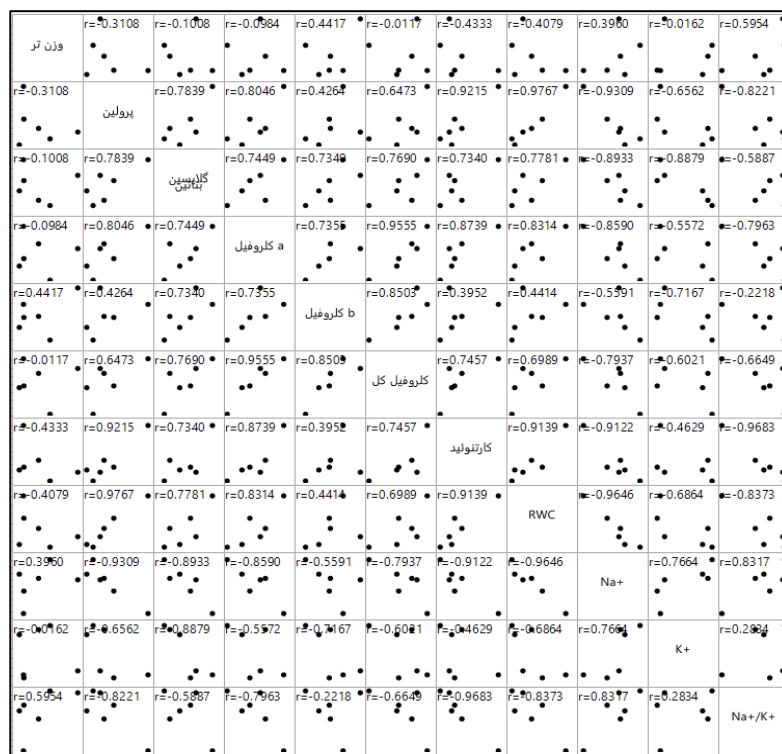 وزن تر r=-0.3108 r=-0.1008 r=-0.0984 r=0.4417 r=-0.0117 r=-0.4333 r=-0.4079 r=0.3960 r=-0.0162 r=0.5954
r=-0.3108 پرولین r=0.7839 r=0.8046 r=0.4264 r=0.6473 r=0.9215 r=0.9767 r=-0.9309 r=-0.6562 r=-0.8221
r=-0.1008 r=0.7839 گلایسین بتائین r=0.7449 r=0.7340 r=0.7690 r=0.7340 r=0.7781 r=-0.8933 r=-0.8879 r=-0.5887
r=-0.0984 r=0.8046 r=0.7449 کلروفیل a r=0.7355 r=0.9555 r=0.8739 r=0.8314 r=-0.8590 r=-0.5572 r=-0.7963
r=0.4417 r=0.4264 r=0.7340 r=0.7355 کلروفیل b r=0.8503 r=0.3952 r=0.4414 r=-0.5591 r=-0.7167 r=-0.2218
r=-0.0117 r=0.6473 r=0.7690 r=0.9555 r=0.8503 کلروفیل کل r=0.7457 r=0.6989 r=-0.7937 r=-0.6021 r=-0.6649
r=-0.4333 r=0.9215 r=0.7340 r=0.8739 r=0.3952 r=0.7457 کارتنوئید r=0.9139 r=-0.9122 r=-0.4629 r=-0.9683
r=-0.4079 r=0.9767 r=0.7781 r=0.8314 r=0.4414 r=0.6989 r=0.9139 RWC r=-0.9646 r=-0.6864 r=-0.8373
r=0.3960 r=-0.9309 r=-0.8933 r=-0.8590 r=-0.5591 r=-0.7937 r=-0.9122 r=-0.9646 Na+ r=0.7664 r=0.8317
r=-0.0162 r=-0.6562 r=-0.8879 r=-0.5572 r=-0.7167 r=-0.6021 r=-0.4629 r=-0.6864 r=0.7664 K+ r=0.2834
r=0.5954 r=-0.8221 r=-0.5887 r=-0.7963 r=-0.2218 r=-0.6649 r=-0.9683 r=-0.8373 r=0.8317 r=0.2834 Na+/K+